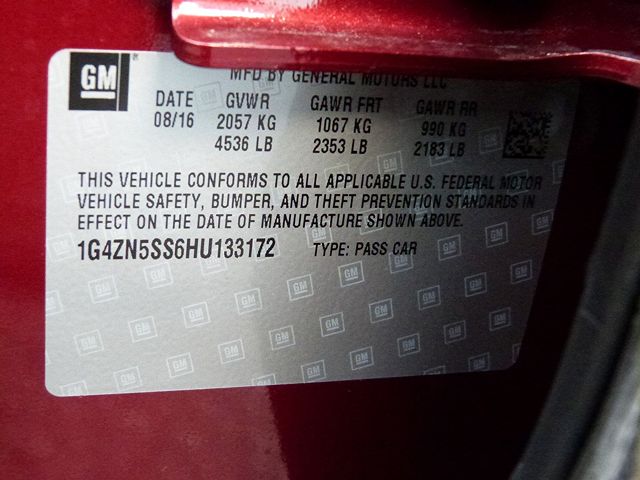 GM
MFD BY GENERAL MOTORS LLC
DATE GVWR GAWR FRT GAWR RR
08/16 2057 KG 1067 KG 990 KG
4536 LB 2353 LB 2183 LB
THIS VEHICLE CONFORMS TO ALL APPLICABLE U.S. FEDERAL MOTOR
VEHICLE SAFETY, BUMPER, AND THEFT PREVENTION STANDARDS IN
EFFECT ON THE DATE OF MANUFACTURE SHOWN ABOVE.
1G4ZN5SS6HU133172 TYPE: PASS CAR